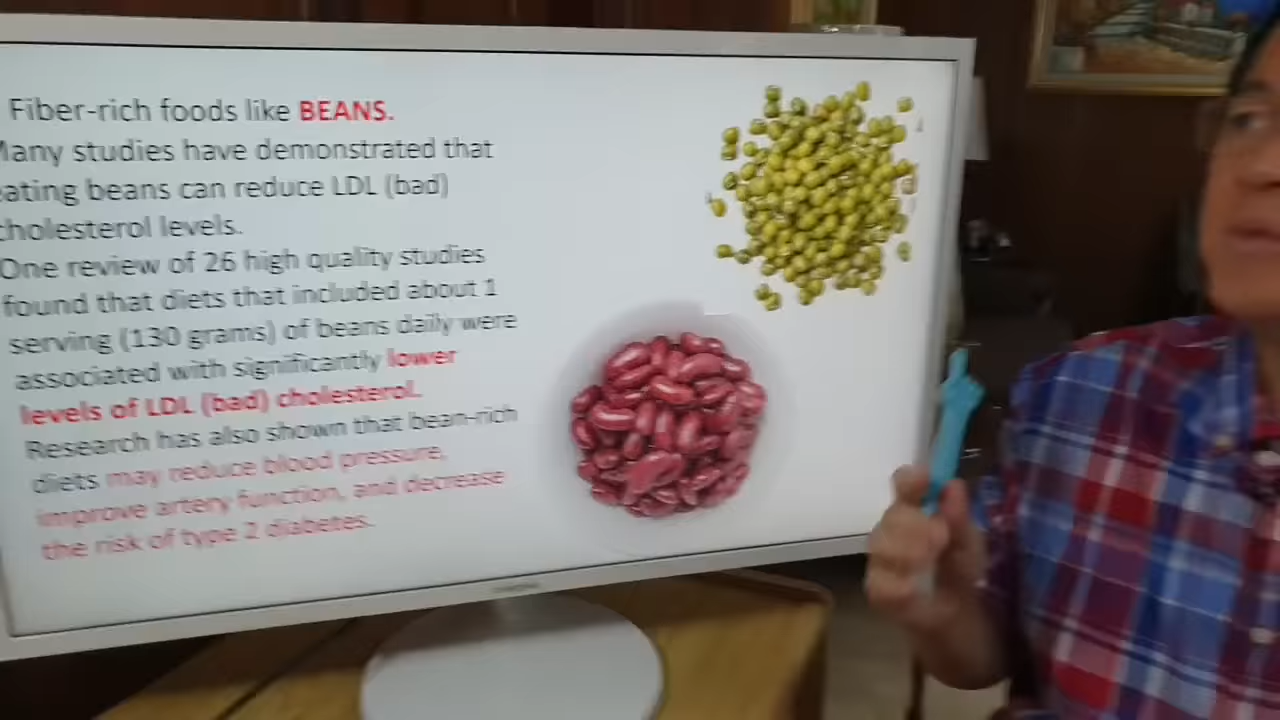 Fiber-rich foods like BEANS.
Many studies have demonstrated that
eating beans can reduce LDL (bad)
cholesterol levels.
One review of 26 high quality studies
found that diets that included about 1
serving (130 grams) of beans daily were
associated with significantly lower
levels of LDL (bad) cholesterol.
Research has also shown that bean-rich
diets may reduce blood pressure,
improve artery function, and decrease
the risk of type 2 diabetes.